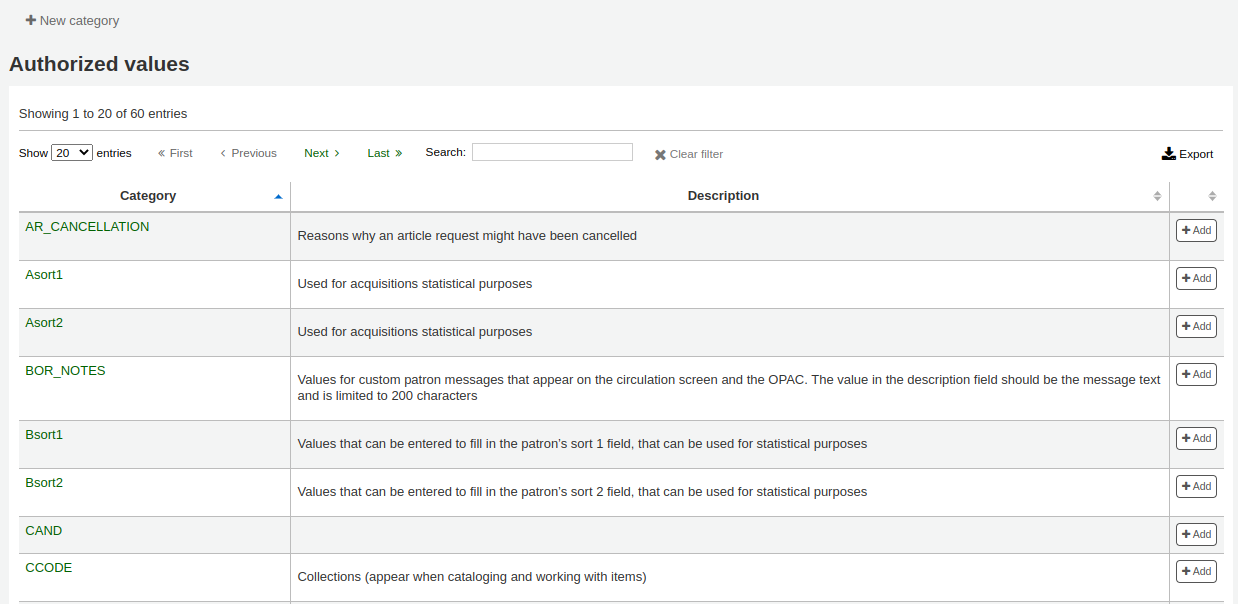 New category
Authorized values
Showing 1 to 20 of 60 entries
Show 20 entries First Previous Next Last Search: Clear filter Export
Category Description
AR_CANCELLATION Reasons why an article request might have been cancelled Add
Asort1 Used for acquisitions statistical purposes Add
Asort2 Used for acquisitions statistical purposes Add
BOR_NOTES Values for custom patron messages that appear on the circulation screen and the OPAC. The value in the description field should be the message text Add
and is limited to 200 characters
Bsort1 Values that can be entered to fill in the patron's sort 1 field, that can be used for statistical purposes Add
Bsort2 Values that can be entered to fill in the patron's sort 2 field, that can be used for statistical purposes Add
CAND Add
CCODE Collections (appear when cataloging and working with items) Add